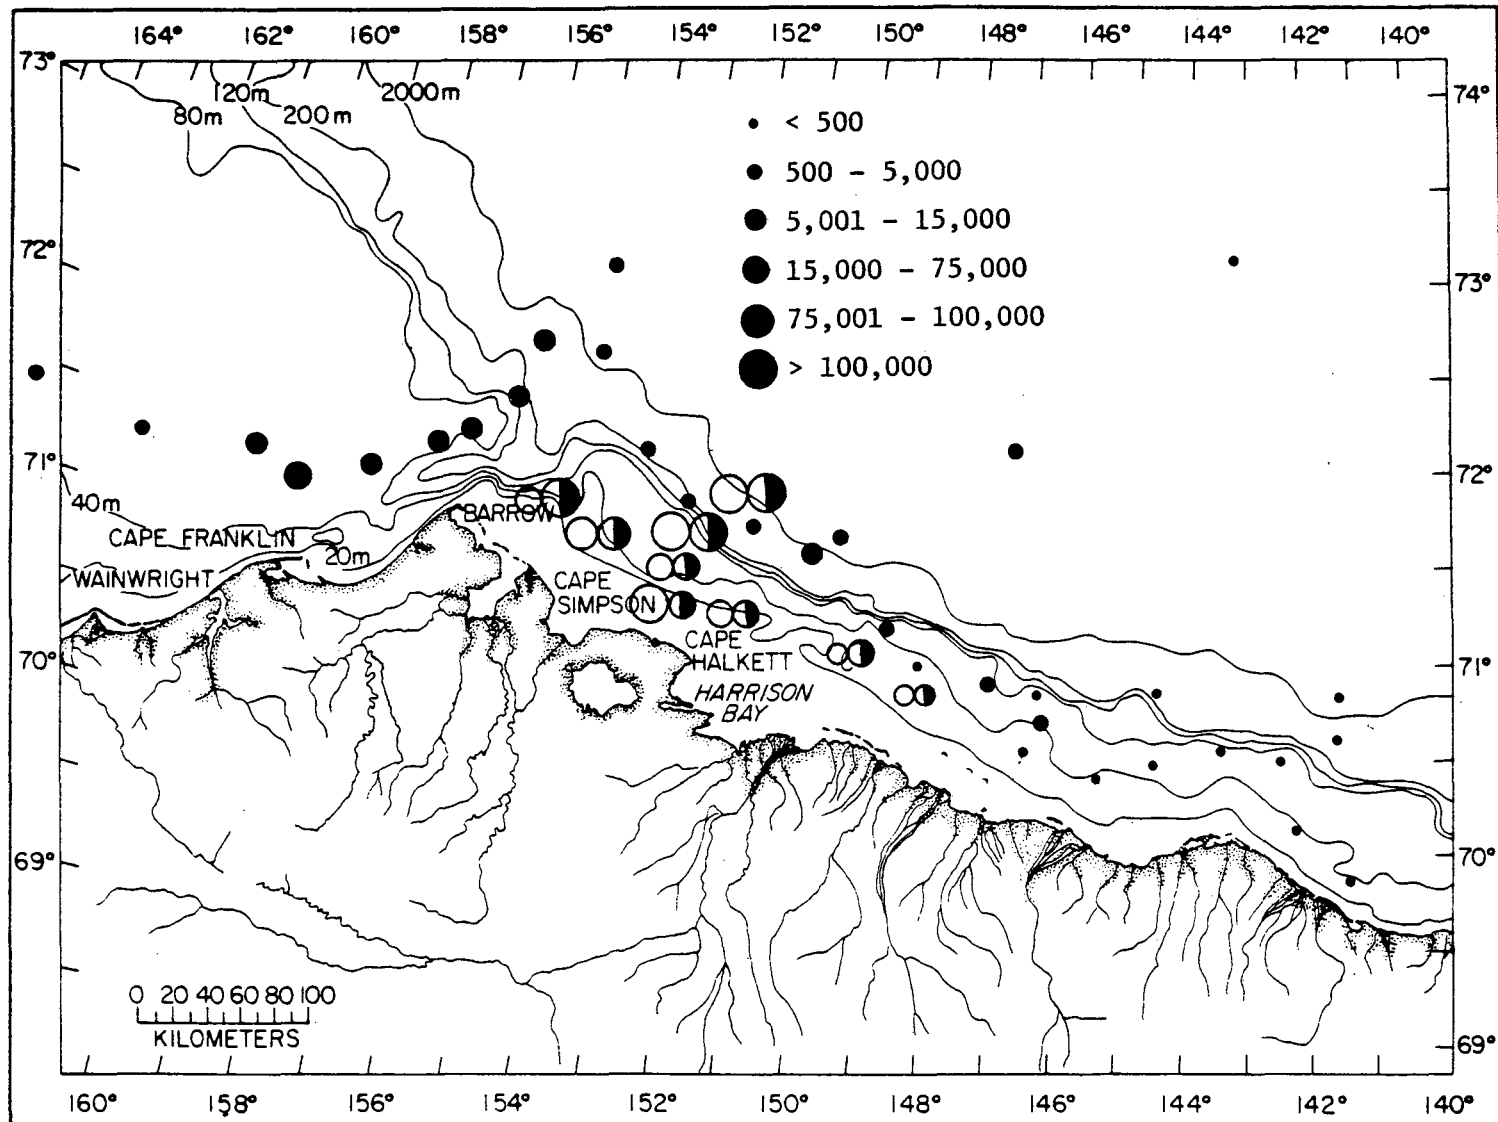 164° 162° 160° 158° 156° 154° 152° 150° 148° 146° 144° 142° 140°
73° 74°
120m 2000m
80m 200m
< 500
500 - 5,000
5,001 - 15,000
15,000 - 75,000
75,001 - 100,000
> 100,000
72° 73°
71° 72°
40m
BARROW
CAPE FRANKLIN
20m
WAINWRIGHT
CAPE
SIMPSON
CAPE
HALKETT
70° 71°
HARRISON
BAY
69° 70°
0 20 40 60 80 100
KILOMETERS
69°
160° 158° 156° 154° 152° 150° 148° 146° 144° 142° 140°